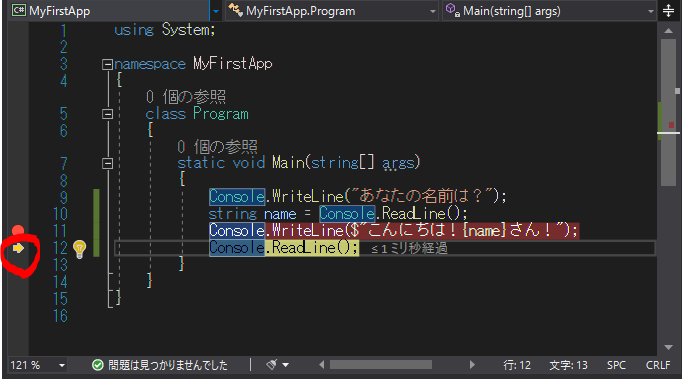 C# MyFirstApp MyFirstApp.Program Main(string[] args)
1 using System;
2
3 namespace MyFirstApp
4 {
0 個の参照
5 class Program
6 {
0 個の参照
7 static void Main(string[] args)
8 {
9 Console.WriteLine("あなたの名前は？");
10 string name = Console.ReadLine();
11 Console.WriteLine($"こんにちは！{name}さん！");
12 Console.ReadLine(); ≤1ミリ秒経過
13 }
14 }
15 }
16
121 % 問題は見つかりませんでした 行: 12 文字: 13 SPC CRLF